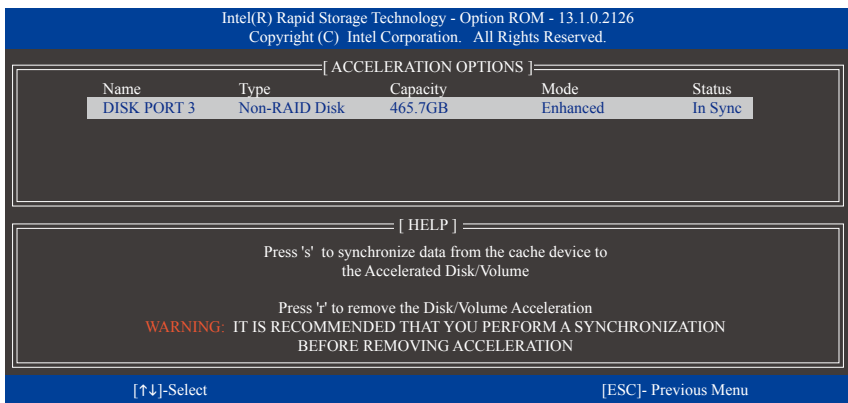 Intel(R) Rapid Storage Technology - Option ROM - 13.1.0.2126
Copyright (C) Intel Corporation. All Rights Reserved.
[ ACCELERATION OPTIONS ]
Name Type Capacity Mode Status
DISK PORT 3 Non-RAID Disk 465.7GB Enhanced In Sync
[ HELP ]
Press 's' to synchronize data from the cache device to
the Accelerated Disk/Volume
Press 'r' to remove the Disk/Volume Acceleration
WARNING: IT IS RECOMMENDED THAT YOU PERFORM A SYNCHRONIZATION
BEFORE REMOVING ACCELERATION
[↑↓]-Select [ESC]- Previous Menu